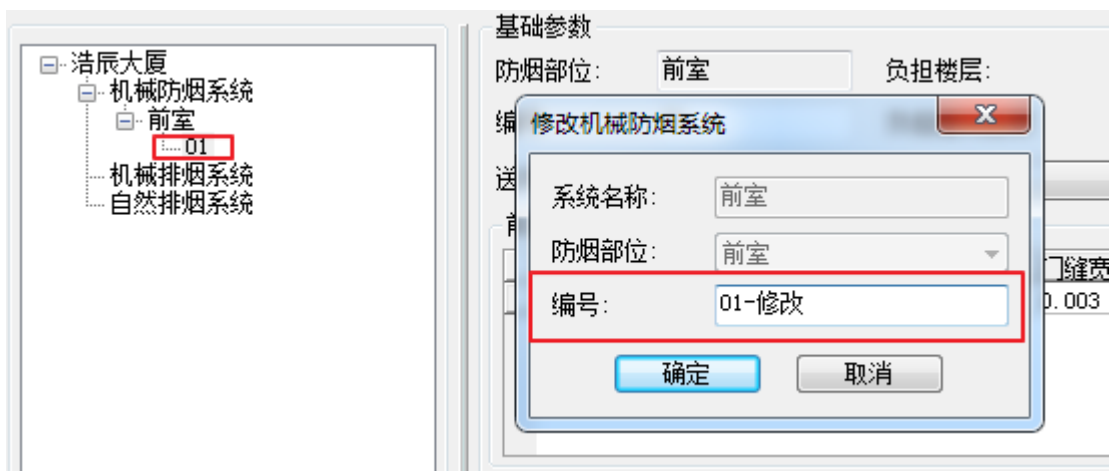 浩辰大厦
机械防烟系统
前室
01
机械排烟系统
自然排烟系统
基础参数
防烟部位: 前室 负担楼层:
编
送
修改机械防烟系统
系统名称: 前室
防烟部位: 前室
编号: 01-修改
确定 取消
门缝宽
0.003